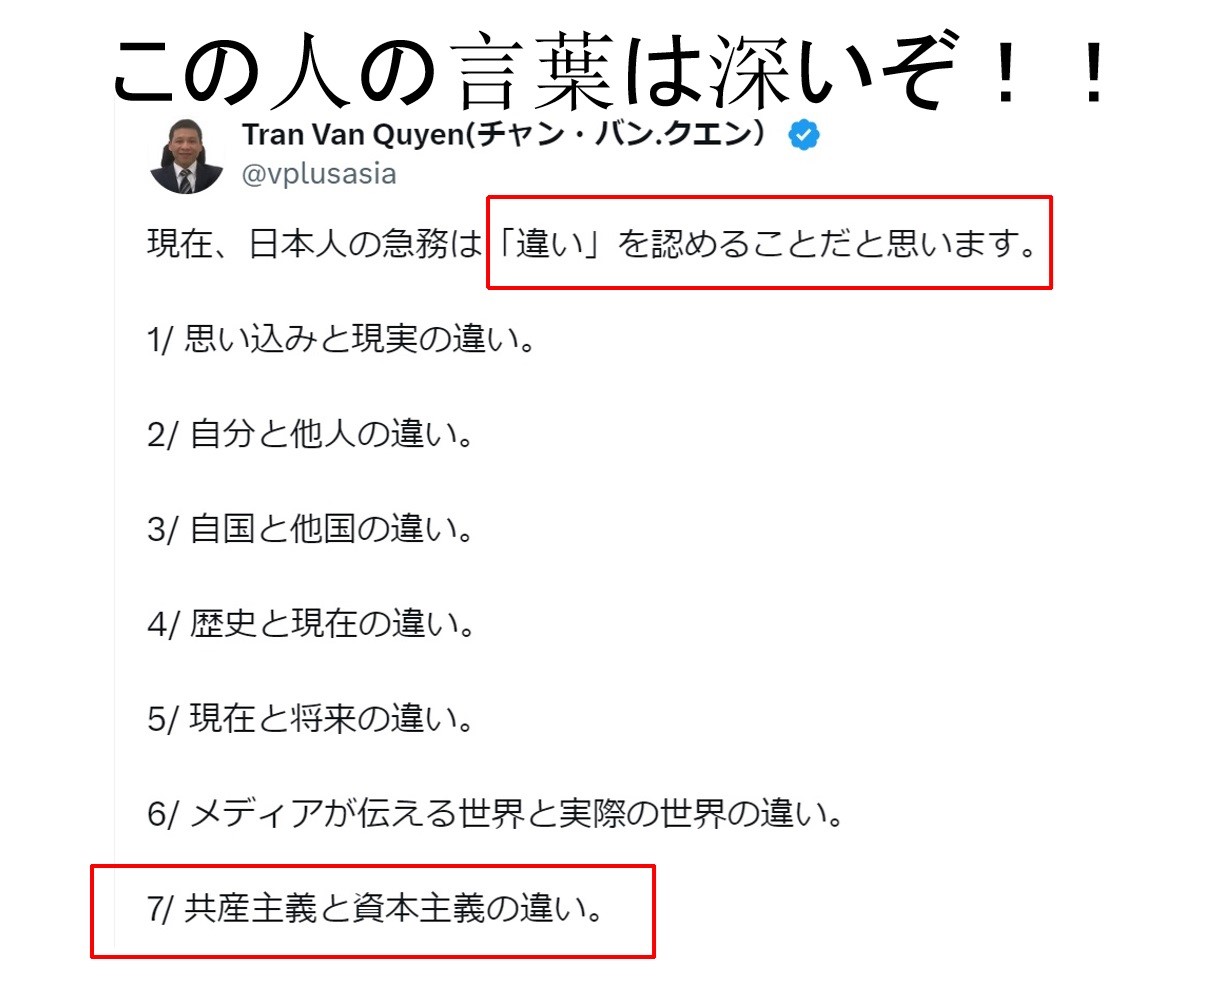 この人の言葉は深いぞ！！
Tran Van Quyen(チャン・バン.クエン）
@vplusasia
現在、日本人の急務は「違い」を認めることだと思います。
1/ 思い込みと現実の違い。
2/ 自分と他人の違い。
3/ 自国と他国の違い。
4/ 歴史と現在の違い。
5/ 現在と将来の違い。
6/ メディアが伝える世界と実際の世界の違い。
7/ 共産主義と資本主義の違い。